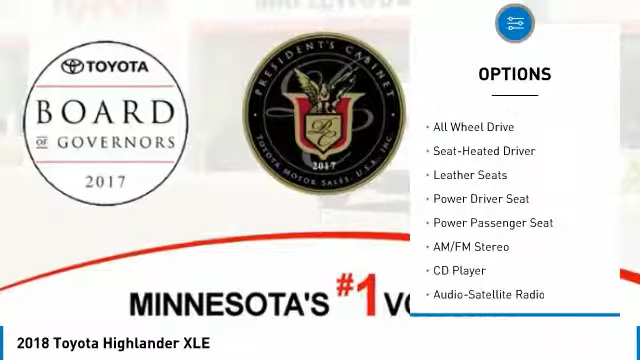 TOYOTA
BOARD
OF GOVERNORS
2017
PRESIDENT'S CABINET
PC
2017
TOYOTA MOTOR SALES, U.S.A., INC.
MINNESOTA'S #1
OPTIONS
· All Wheel Drive
· Seat-Heated Driver
· Leather Seats
· Power Driver Seat
· Power Passenger Seat
· AM/FM Stereo
· CD Player
· Audio-Satellite Radio
2018 Toyota Highlander XLE